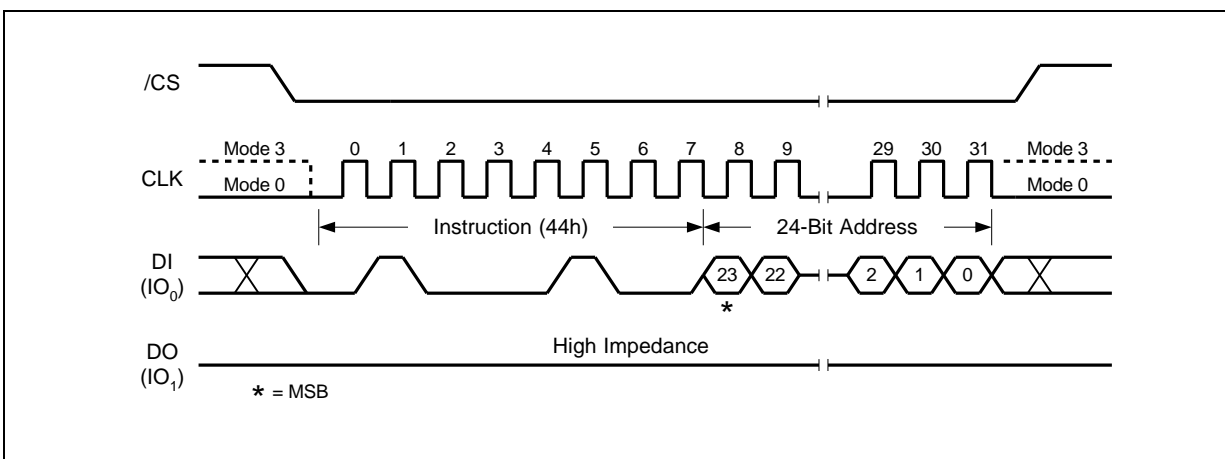 /CS
Mode 3 0 1 2 3 4 5 6 7 8 9 29 30 31 Mode 3
CLK
Mode 0 Mode 0
Instruction (44h) 24-Bit Address
DI
(IO₀)
23 22 2 1 0
*
High Impedance
DO
(IO₁)
* = MSB